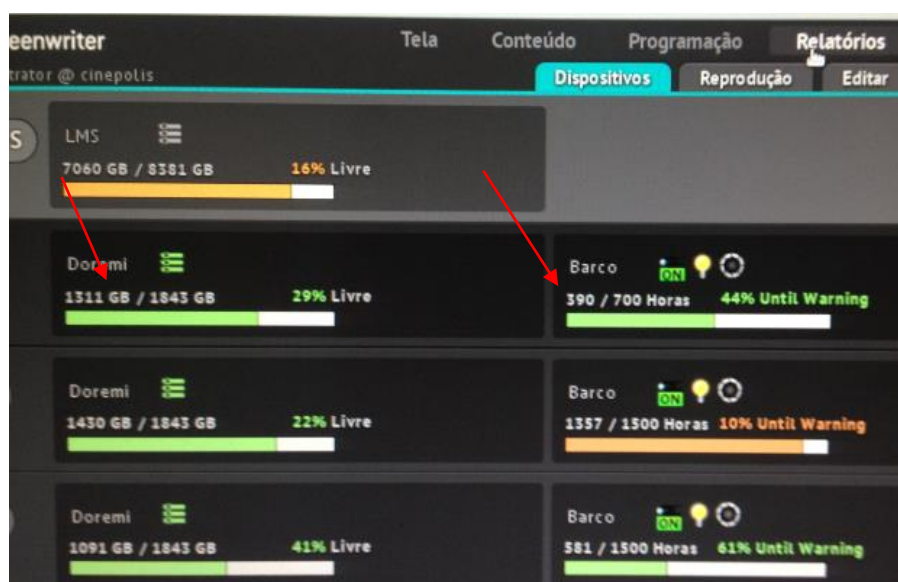 eenwriter Tela Conteúdo Programação Relatórios
trator @ cinepolis Dispositivos Reprodução Editar
S LMS
7060 GB / 8381 GB 16% Livre
Doremi Barco ON
1311 GB / 1843 GB 29% Livre 390 / 700 Horas 44% Until Warning
Doremi Barco ON
1430 GB / 1843 GB 22% Livre 1357 / 1500 Horas 10% Until Warning
Doremi Barco ON
1091 GB / 1843 GB 41% Livre 581 / 1500 Horas 61% Until Warning